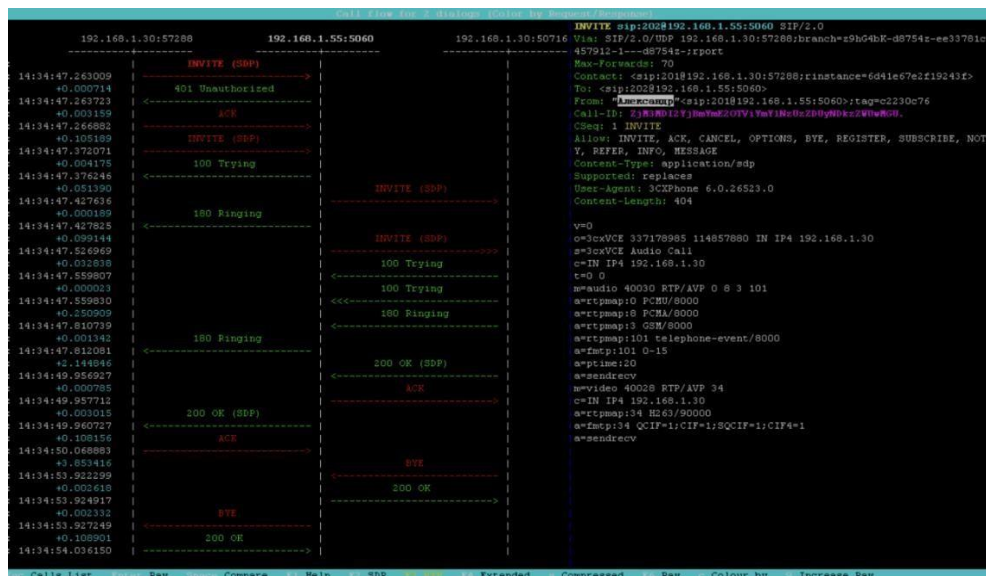 Call flow for 2 dialogs (Color by Request/Response)
192.168.1.30:57288 192.168.1.55:5060 192.168.1.30:50716
INVITE (SDP)
14:34:47.263009
+0.000714 401 Unauthorized
14:34:47.263723
+0.003159 ACK
14:34:47.266882
+0.105189 INVITE (SDP)
14:34:47.372071
+0.004175 100 Trying
14:34:47.376246
+0.051390 INVITE (SDP)
14:34:47.427636
+0.000189 180 Ringing
14:34:47.427825
+0.099144 INVITE (SDP)
14:34:47.526969
+0.032838 100 Trying
14:34:47.559807
+0.000023 100 Trying
14:34:47.559830
+0.250909 180 Ringing
14:34:47.810739
+0.001342 180 Ringing
14:34:47.812081
+2.144846 200 OK (SDP)
14:34:49.956927
+0.000785 ACK
14:34:49.957712
+0.003015 200 OK (SDP)
14:34:49.960727
+0.108156 ACK
14:34:50.068883
+3.853416 BYE
14:34:53.922299
+0.002618 200 OK
14:34:53.924917
+0.002332 BYE
14:34:53.927249
+0.108901 200 OK
14:34:54.036150
INVITE sip:202@192.168.1.55:5060 SIP/2.0
Via: SIP/2.0/UDP 192.168.1.30:57288;branch=z9hG4bK-d8754z-ee33781c
457912-1---d8754z-;rport
Max-Forwards: 70
Contact: <sip:201@192.168.1.30:57288;rinstance=6d41e67e2f19243f>
To: <sip:202@192.168.1.55:5060>
From: "Александр"<sip:201@192.168.1.55:5060>;tag=c2230c76
Call-ID:
CSeq: 1 INVITE
Allow: INVITE, ACK, CANCEL, OPTIONS, BYE, REGISTER, SUBSCRIBE, NOT
Y, REFER, INFO, MESSAGE
Content-Type: application/sdp
Supported: replaces
User-Agent: 3CXPhone 6.0.26523.0
Content-Length: 404
v=0
o=3cxVCE 337178985 114857880 IN IP4 192.168.1.30
s=3cxVCE Audio Call
c=IN IP4 192.168.1.30
t=0 0
m=audio 40030 RTP/AVP 0 8 3 101
a=rtpmap:0 PCMU/8000
a=rtpmap:8 PCMA/8000
a=rtpmap:3 GSM/8000
a=rtpmap:101 telephone-event/8000
a=fmtp:101 0-15
a=ptime:20
a=sendrecv
m=video 40028 RTP/AVP 34
c=IN IP4 192.168.1.30
a=rtpmap:34 H263/90000
a=fmtp:34 QCIF=1;CIF=1;SQCIF=1;CIF4=1
a=sendrecv
Calls List Raw Compare F1 Help F2 SDP Extended Compressed Raw Colour by Increase Raw